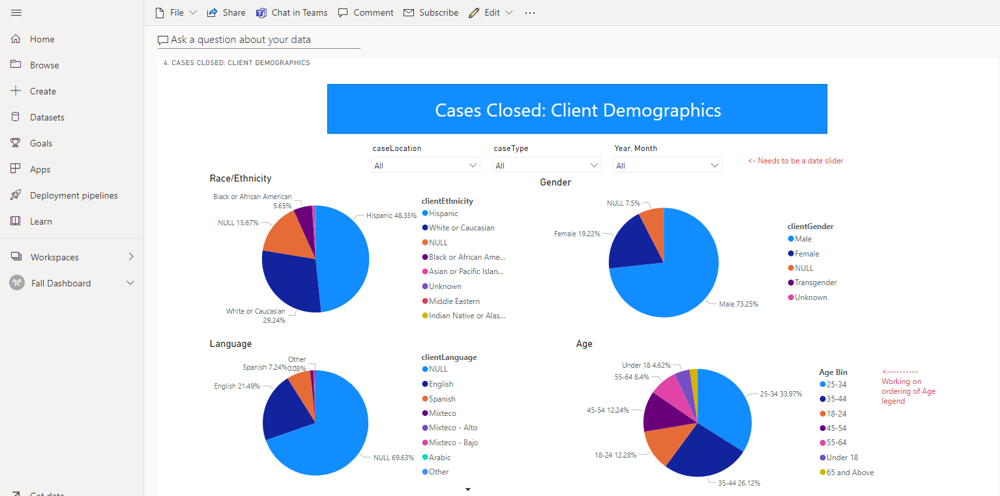 File
Share
Chat in Teams
Comment
Subscribe
Edit
Home
Browse
Create
Datasets
Goals
Apps
Deployment pipelines
Learn
Workspaces
Fall Dashboard
Ask a question about your data
4. CASES CLOSED: CLIENT DEMOGRAPHICS
Cases Closed: Client Demographics
caseLocation
All
caseType
All
Year, Month
All
<- Needs to be a date slider
Race/Ethnicity
Black or African American
5.65%
NULL 15.67%
Hispanic 48.35%
White or Caucasian
29.24%
clientEthnicity
Hispanic
White or Caucasian
NULL
Black or African Ame...
Asian or Pacific Islan...
Unknown
Middle Eastern
Indian Native or Alas...
Gender
NULL 7.5%
Female 19.22%
Male 73.25%
clientGender
Male
Female
NULL
Transgender
Unknown
Language
Other
0.03%
Spanish 7.24%
English 21.49%
NULL 69.63%
clientLanguage
NULL
English
Spanish
Mixteco
Mixteco - Alto
Mixteco - Bajo
Arabic
Other
Age
Under 18 4.62%
55-64 8.4%
45-54 12.24%
18-24 12.28%
25-34 33.97%
35-44 26.12%
Age Bin
25-34
35-44
18-24
45-54
55-64
Under 18
65 and Above
<----------
Working on
ordering of Age
legend